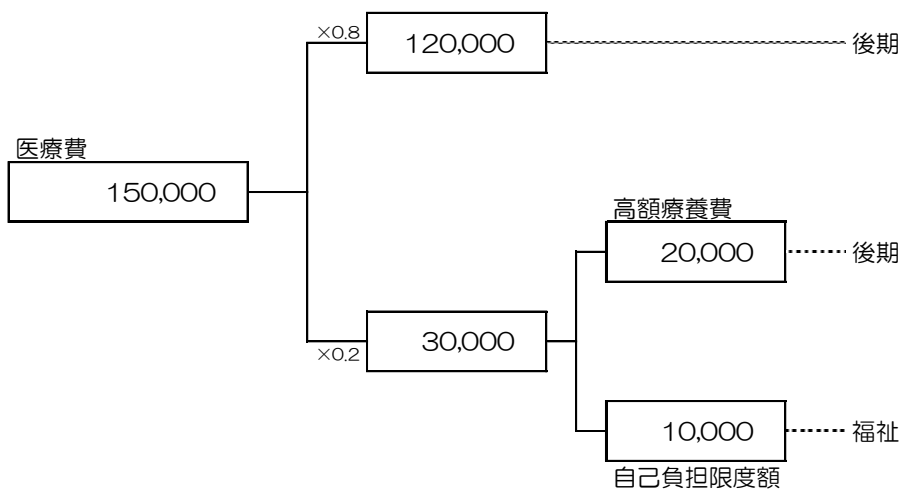 ×0.8
120,000
後期
医療費
150,000
高額療養費
20,000
後期
×0.2
30,000
10,000
福祉
自己負担限度額